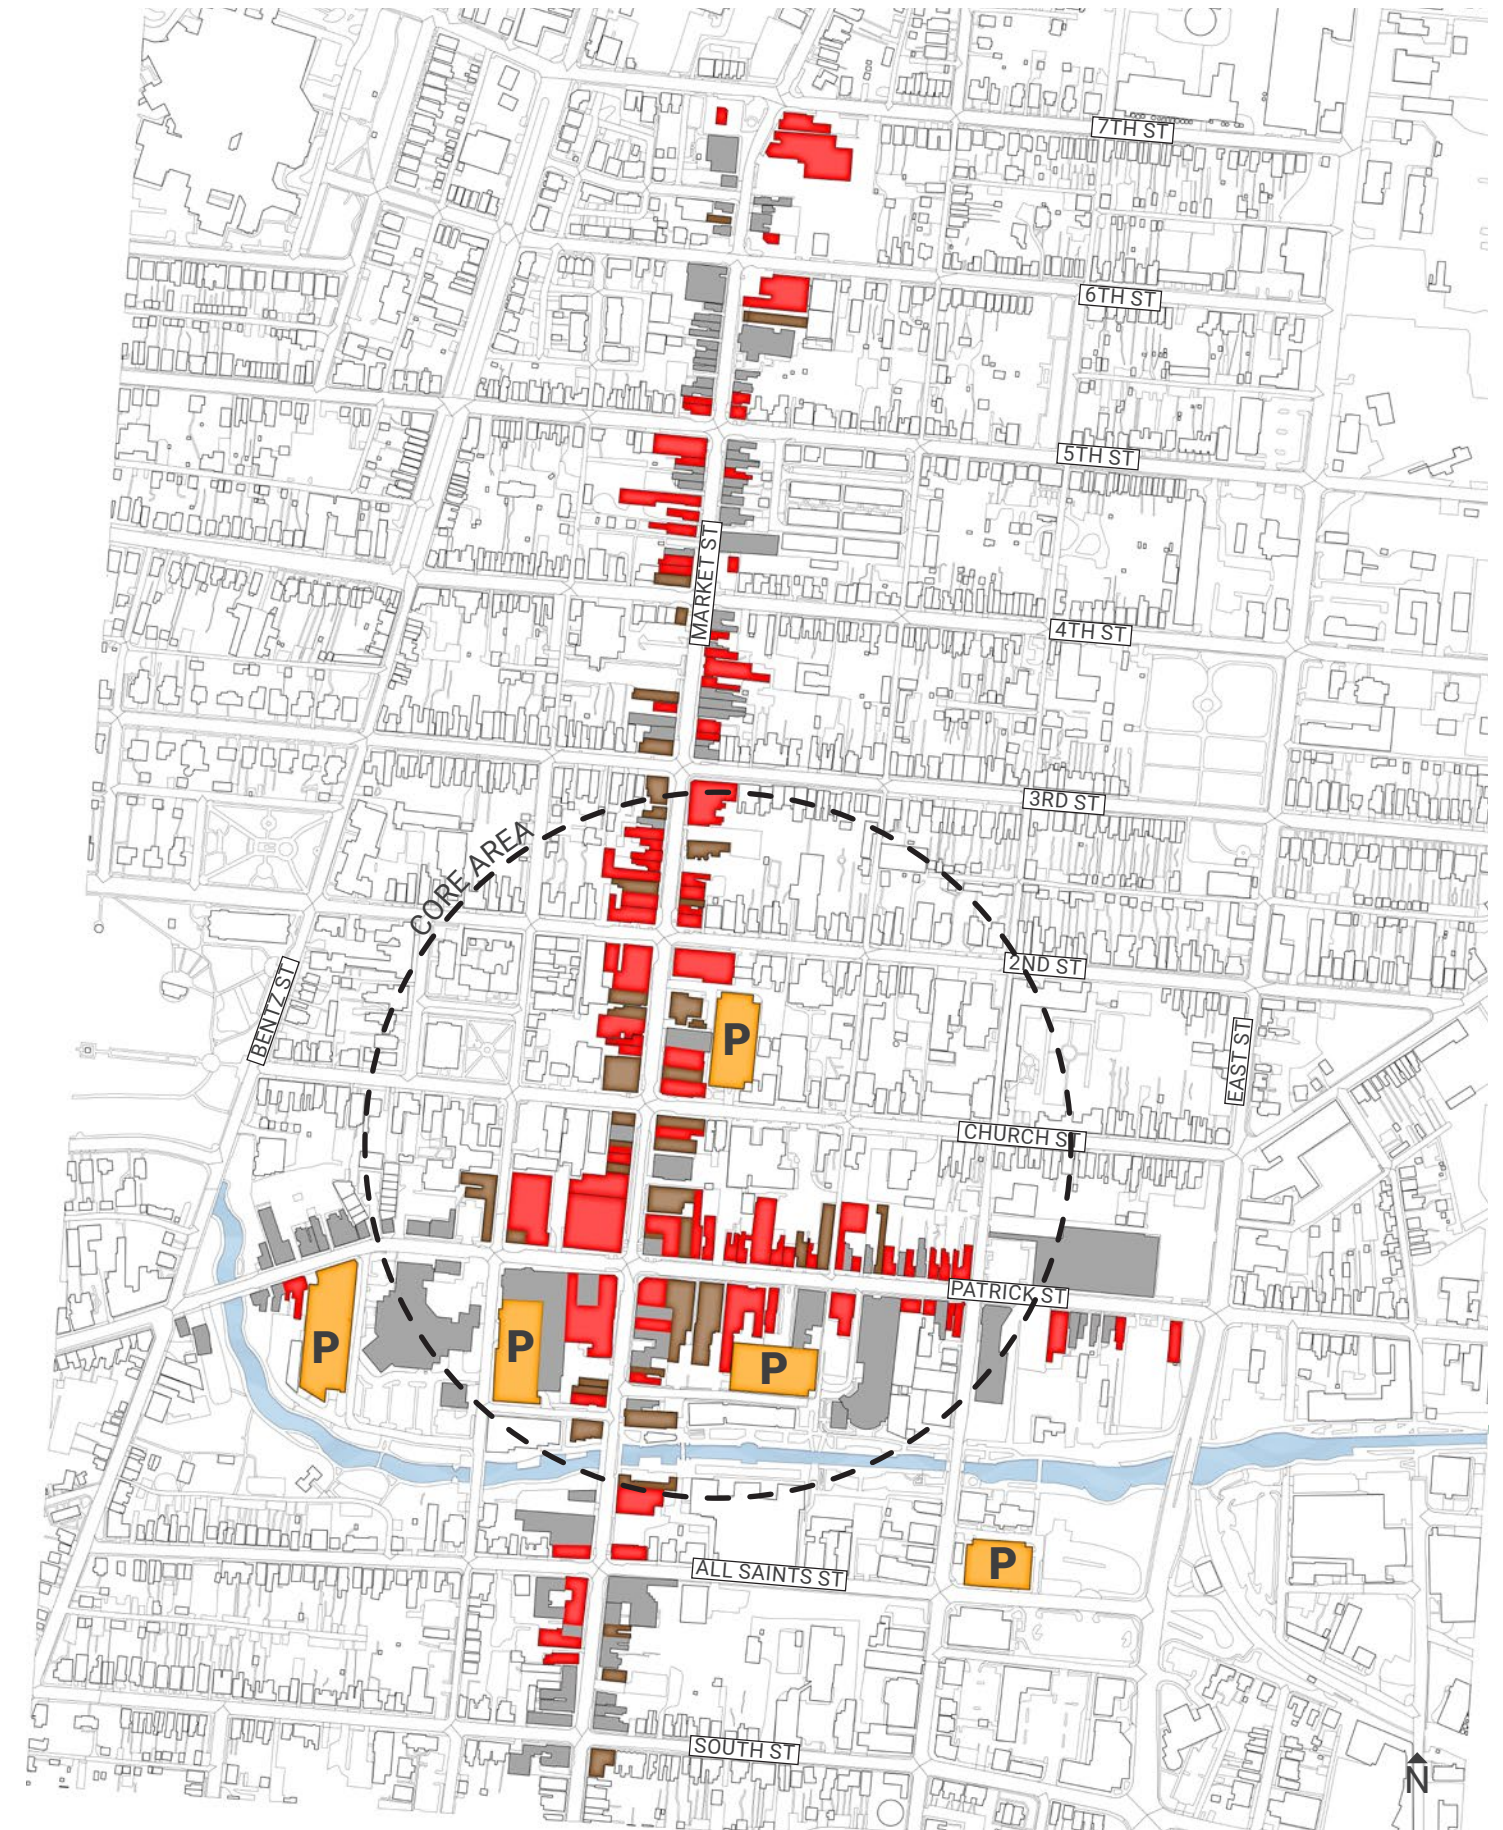 7TH ST
6TH ST
5TH ST
MARKET ST
4TH ST
3RD ST
CORE AREA
2ND ST
BENTZ ST
P
EAST ST
CHURCH ST
PATRICK ST
P
P
P
P
ALL SAINTS ST
SOUTH ST
N